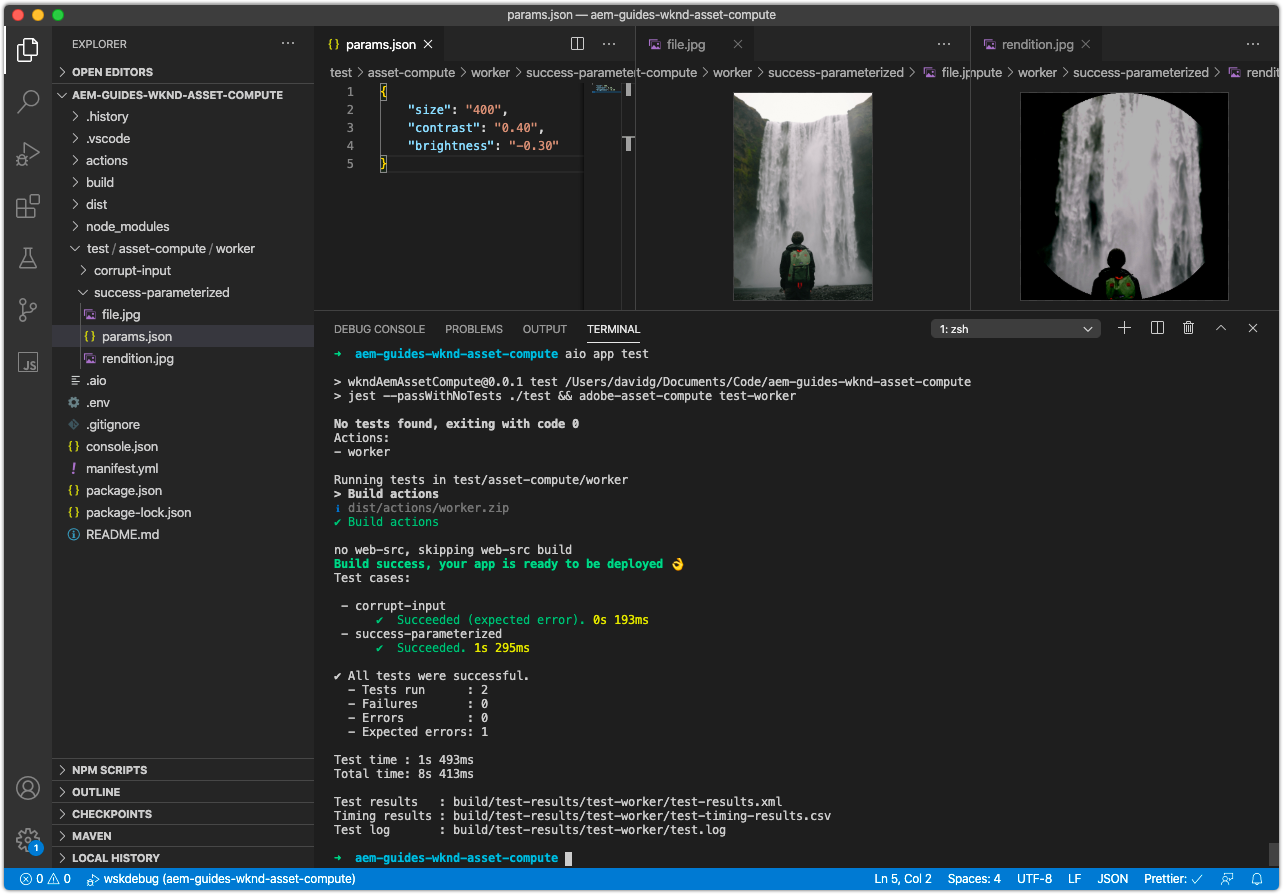 params.json — aem-guides-wknd-asset-compute
EXPLORER
OPEN EDITORS
AEM-GUIDES-WKND-ASSET-COMPUTE
.history
.vscode
actions
build
dist
node_modules
test / asset-compute / worker
corrupt-input
success-parameterized
file.jpg
{} params.json
rendition.jpg
.aio
.env
.gitignore
{} console.json
! manifest.yml
{} package.json
{} package-lock.json
README.md
NPM SCRIPTS
OUTLINE
CHECKPOINTS
MAVEN
LOCAL HISTORY
JS
1
{} params.json
test > asset-compute > worker > success-paramete
1 {
2 "size": "400",
3 "contrast": "0.40",
4 "brightness": "-0.30"
5 }
file.jpg
rt-compute > worker > success-parameterized > file.jp
rendition.jpg
mpute > worker > success-parameterized > rendit
DEBUG CONSOLE PROBLEMS OUTPUT TERMINAL 1: zsh
➜ aem-guides-wknd-asset-compute aio app test
> wkndAemAssetCompute@0.0.1 test /Users/davidg/Documents/Code/aem-guides-wknd-asset-compute
> jest --passWithNoTests ./test && adobe-asset-compute test-worker
No tests found, exiting with code 0
Actions:
- worker
Running tests in test/asset-compute/worker
> Build actions
ℹ dist/actions/worker.zip
✔ Build actions
no web-src, skipping web-src build
Build success, your app is ready to be deployed 👌
Test cases:
- corrupt-input
✔ Succeeded (expected error). 0s 193ms
- success-parameterized
✔ Succeeded. 1s 295ms
✔ All tests were successful.
- Tests run : 2
- Failures : 0
- Errors : 0
- Expected errors: 1
Test time : 1s 493ms
Total time: 8s 413ms
Test results : build/test-results/test-worker/test-results.xml
Timing results : build/test-results/test-worker/test-timing-results.csv
Test log : build/test-results/test-worker/test.log
➜ aem-guides-wknd-asset-compute
0 0 wskdebug (aem-guides-wknd-asset-compute) Ln 5, Col 2 Spaces: 4 UTF-8 LF JSON Prettier: ✓